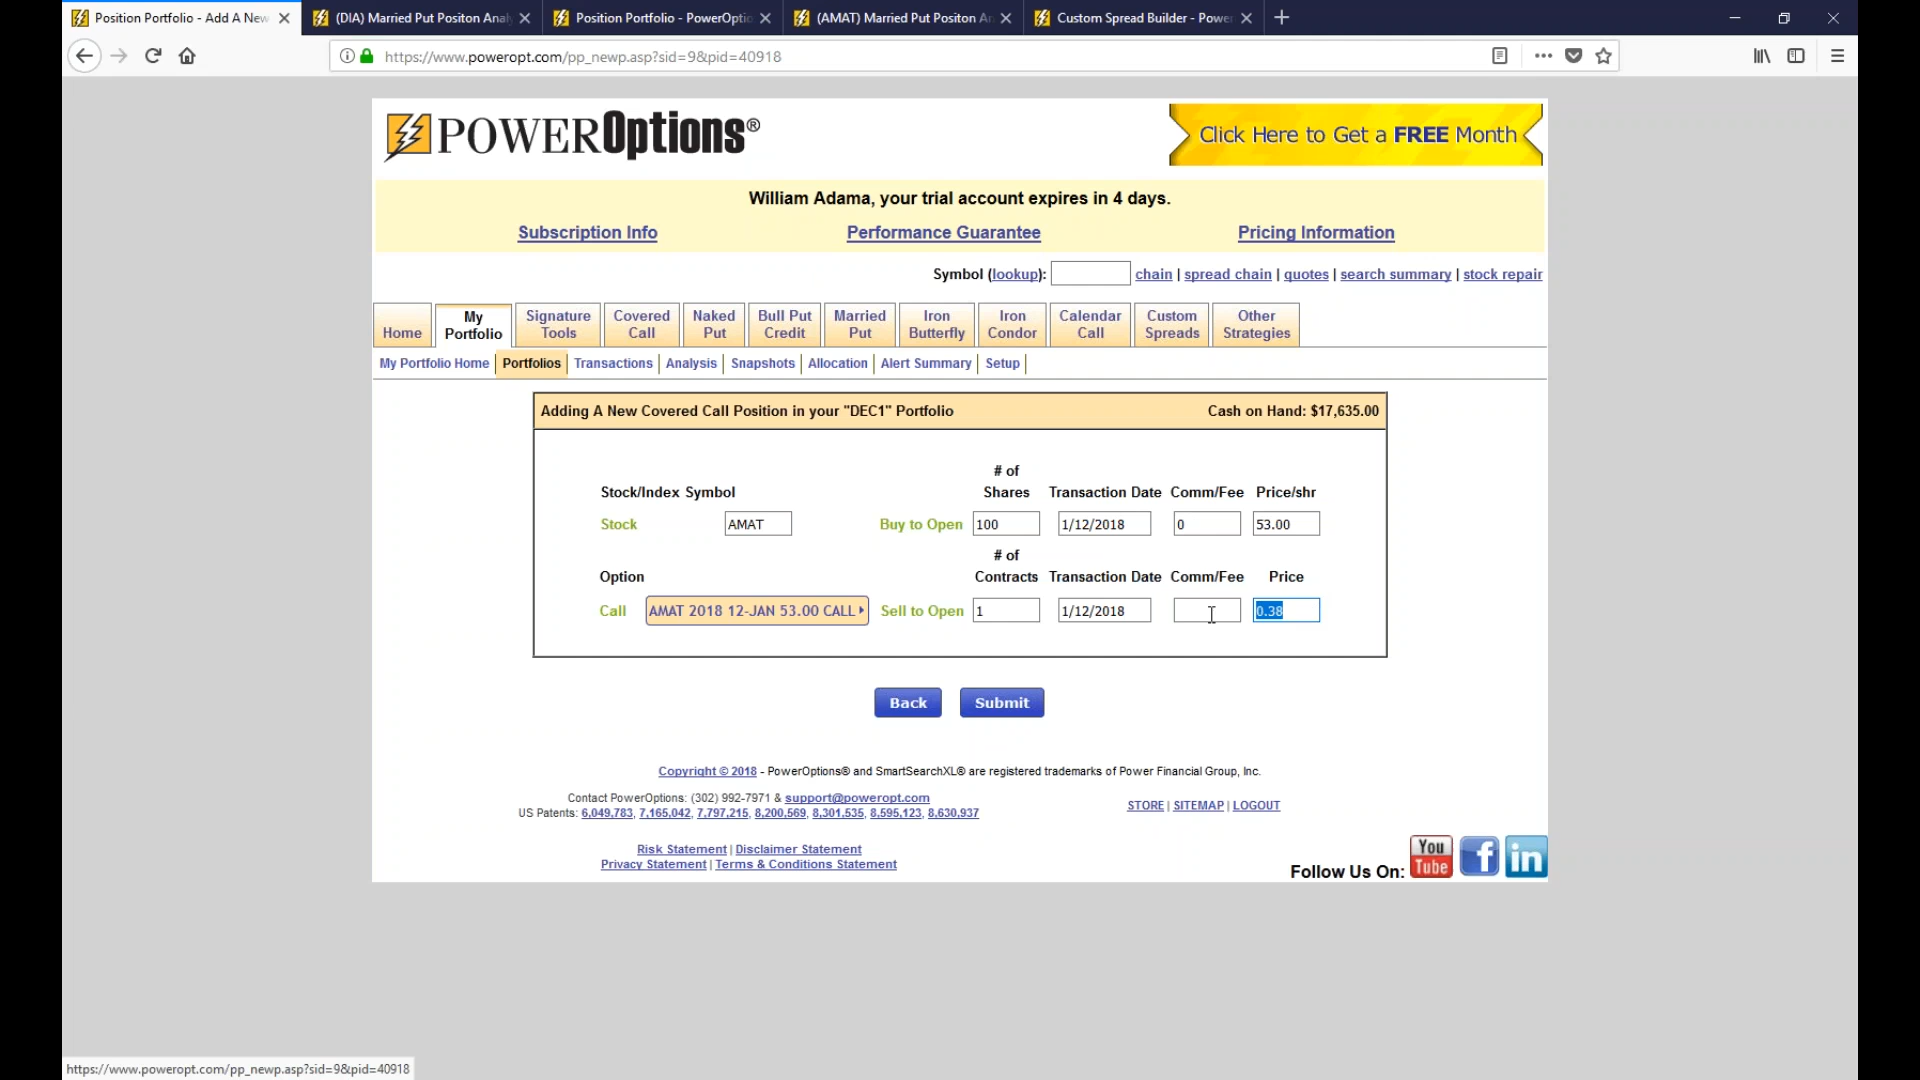 Position Portfolio - Add A New
(DIA) Married Put Positon Anal
Position Portfolio - PowerOptio
(AMAT) Married Put Positon A
Custom Spread Builder - Power
https://www.poweropt.com/pp_newp.asp?sid=9&pid=40918
POWEROptions®
Click Here to Get a FREE Month
William Adama, your trial account expires in 4 days.
Subscription Info
Performance Guarantee
Pricing Information
Symbol (lookup): chain | spread chain | quotes | search summary | stock repair
Home
My Portfolio
Signature Tools
Covered Call
Naked Put
Bull Put Credit
Married Put
Iron Butterfly
Iron Condor
Calendar Call
Custom Spreads
Other Strategies
My Portfolio Home | Portfolios | Transactions | Analysis | Snapshots | Allocation | Alert Summary | Setup |
Adding A New Covered Call Position in your "DEC1" Portfolio
Cash on Hand: $17,635.00
# of
Stock/Index Symbol Shares Transaction Date Comm/Fee Price/shr
Stock AMAT Buy to Open 100 1/12/2018 0 53.00
# of
Option Contracts Transaction Date Comm/Fee Price
Call AMAT 2018 12-JAN 53.00 CALL Sell to Open 1 1/12/2018 0.38
Back Submit
Copyright © 2018 - PowerOptions® and SmartSearchXL® are registered trademarks of Power Financial Group, Inc.
Contact PowerOptions: (302) 992-7971 & support@poweropt.com
US Patents: 6,049,783, 7,165,042, 7,797,215, 8,200,569, 8,301,535, 8,595,123, 8,630,937
STORE | SITEMAP | LOGOUT
Risk Statement | Disclaimer Statement
Privacy Statement | Terms & Conditions Statement
Follow Us On: You Tube f in
https://www.poweropt.com/pp_newp.asp?sid=9&pid=40918